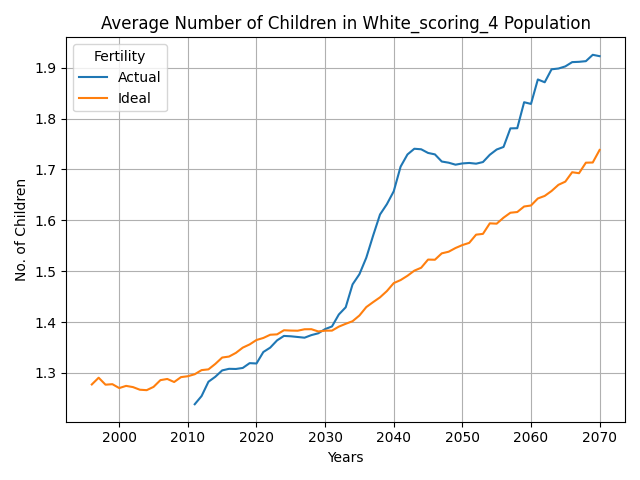 Average Number of Children in White_scoring_4 Population
Fertility
Actual
Ideal
No. of Children
1.9
1.8
1.7
1.6
1.5
1.4
1.3
2000 2010 2020 2030 2040 2050 2060 2070
Years